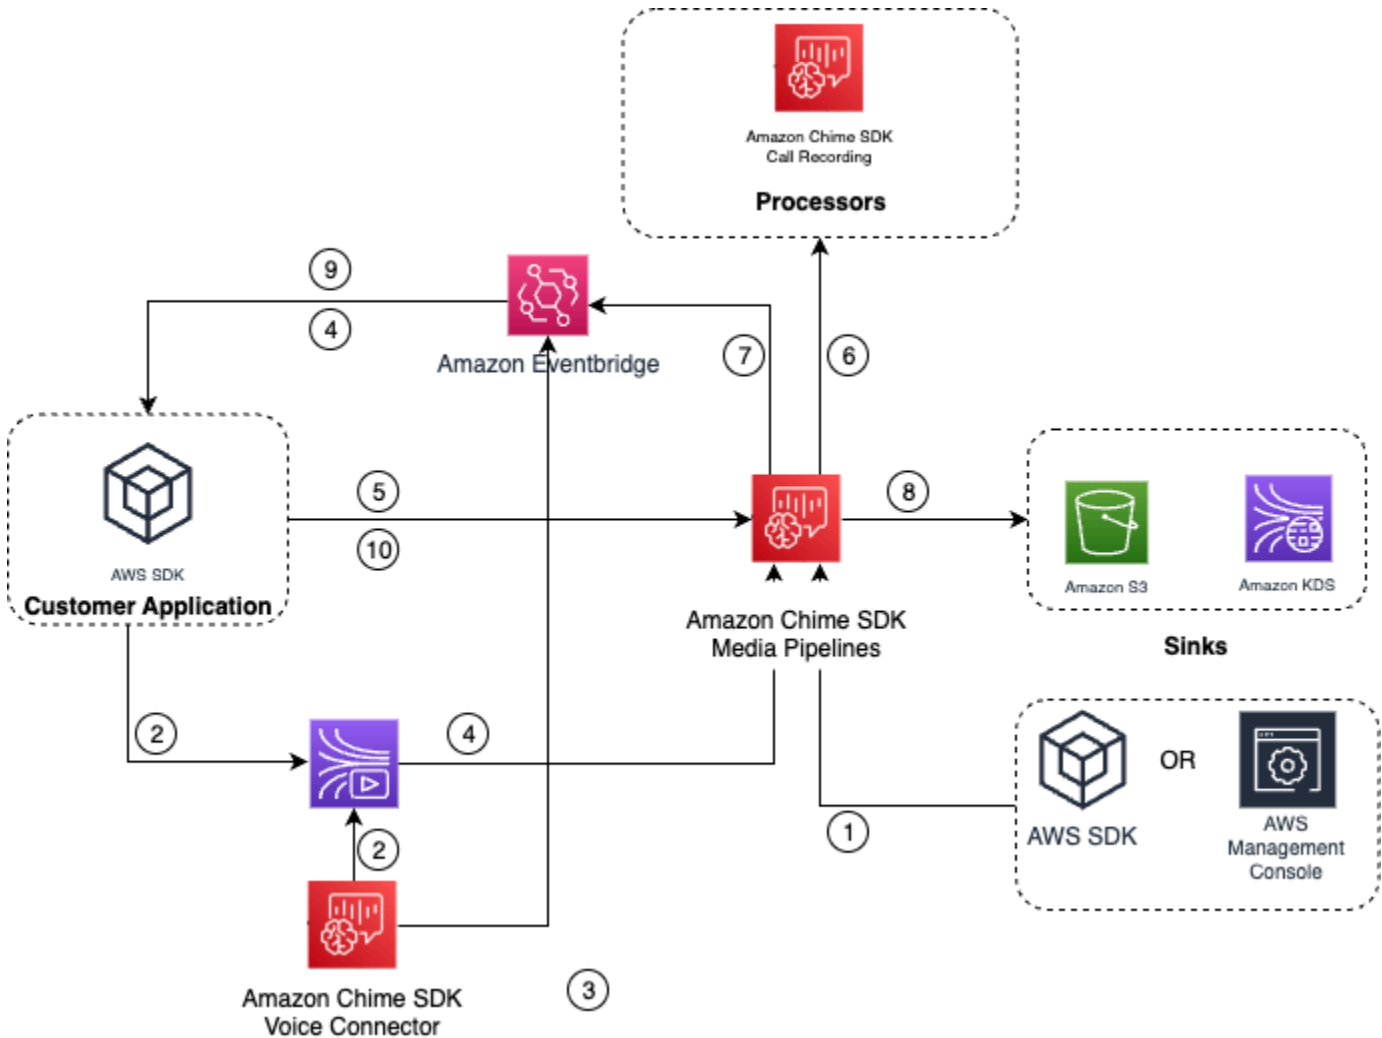 Amazon Chime SDK
Call Recording
Processors
9
4
Amazon Eventbridge
7
6
AWS SDK
Customer Application
5
10
8
Amazon S3
Amazon KDS
Sinks
Amazon Chime SDK
Media Pipelines
2
4
2
1
AWS SDK
OR
AWS
Management
Console
Amazon Chime SDK
Voice Connector
3